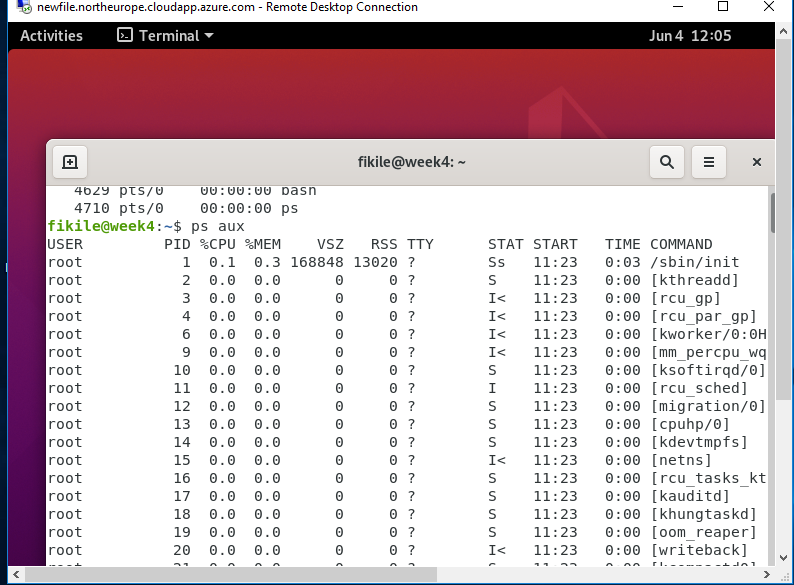 newfile.northeurope.cloudapp.azure.com - Remote Desktop Connection
Activities Terminal Jun 4 12:05
fikile@week4: ~
4629 pts/0 00:00:00 bash
4710 pts/0 00:00:00 ps
fikile@week4:~$ ps aux
USER PID %CPU %MEM VSZ RSS TTY STAT START TIME COMMAND
root 1 0.1 0.3 168848 13020 ? Ss 11:23 0:03 /sbin/init
root 2 0.0 0.0 0 0 ? S 11:23 0:00 [kthreadd]
root 3 0.0 0.0 0 0 ? I< 11:23 0:00 [rcu_gp]
root 4 0.0 0.0 0 0 ? I< 11:23 0:00 [rcu_par_gp]
root 6 0.0 0.0 0 0 ? I< 11:23 0:00 [kworker/0:0H
root 9 0.0 0.0 0 0 ? I< 11:23 0:00 [mm_percpu_wq
root 10 0.0 0.0 0 0 ? S 11:23 0:00 [ksoftirqd/0]
root 11 0.0 0.0 0 0 ? I 11:23 0:00 [rcu_sched]
root 12 0.0 0.0 0 0 ? S 11:23 0:00 [migration/0]
root 13 0.0 0.0 0 0 ? S 11:23 0:00 [cpuhp/0]
root 14 0.0 0.0 0 0 ? S 11:23 0:00 [kdevtmpfs]
root 15 0.0 0.0 0 0 ? I< 11:23 0:00 [netns]
root 16 0.0 0.0 0 0 ? S 11:23 0:00 [rcu_tasks_kt
root 17 0.0 0.0 0 0 ? S 11:23 0:00 [kauditd]
root 18 0.0 0.0 0 0 ? S 11:23 0:00 [khungtaskd]
root 19 0.0 0.0 0 0 ? S 11:23 0:00 [oom_reaper]
root 20 0.0 0.0 0 0 ? I< 11:23 0:00 [writeback]